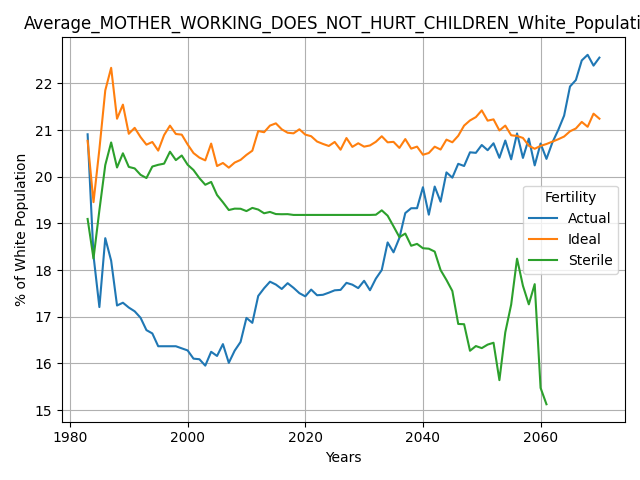 Average_MOTHER_WORKING_DOES_NOT_HURT_CHILDREN_White_Populati
% of White Population
22
21
20
19
18
17
16
15
Fertility
Actual
Ideal
Sterile
1980
2000
2020
2040
2060
Years